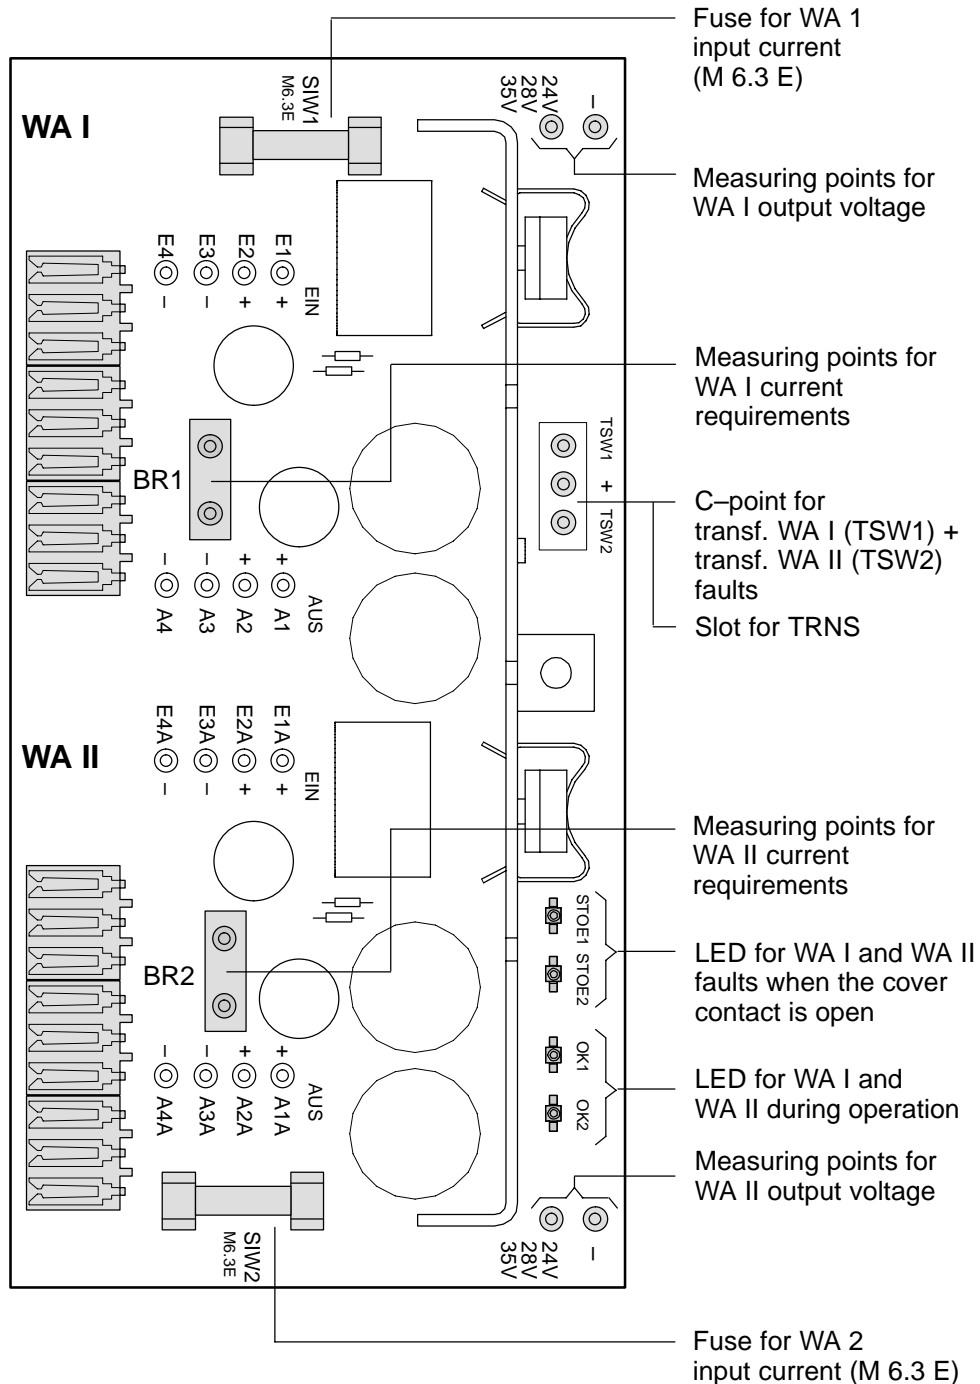 Fuse for WA 1
input current
(M 6.3 E)
SIW1
M6.3E
24V
28V
35V
–
WA I
Measuring points for
WA I output voltage
E4 E3 E2 E1
– – + +
EIN
Measuring points for
WA I current
requirements
BR1
TSW1
+
TSW2
C–point for
transf. WA I (TSW1) +
transf. WA II (TSW2)
faults
Slot for TRNS
– – + +
A4 A3 A2 A1
AUS
WA II
E4A E3A E2A E1A
– – + +
EIN
Measuring points for
WA II current
requirements
BR2
STOE1
STOE2
LED for WA I and WA II
faults when the cover
contact is open
OK1
OK2
LED for WA I and
WA II during operation
– – + +
A4A A3A A2A A1A
AUS
Measuring points for
WA II output voltage
SIW2
M6.3E
24V
28V
35V
–
Fuse for WA 2
input current (M 6.3 E)